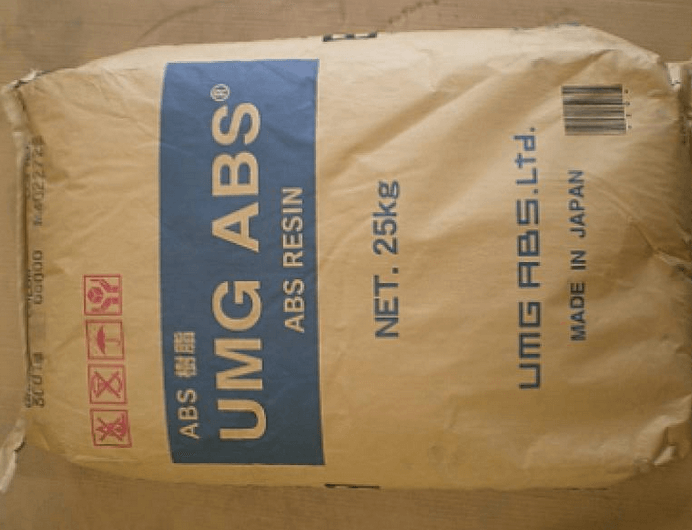 ABS 樹脂
UMG ABS®
ABS RESIN
NET. 25kg
UMG ABS.Ltd.
MADE IN JAPAN